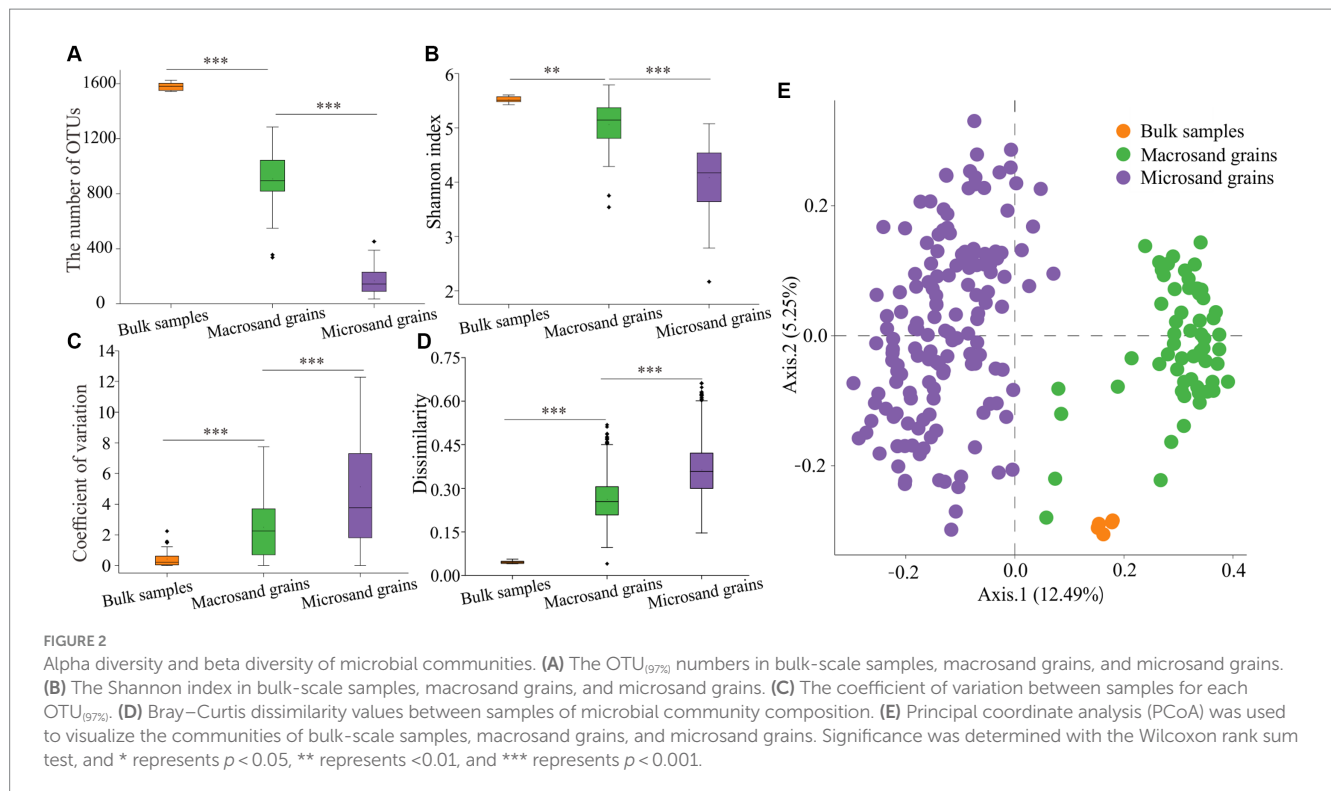 A
***
***
The number of OTUs
1600
1200
800
400
0
Bulk samples
Macrosand grains
Microsand grains
B
**
***
Shannon index
6
5
4
3
2
Bulk samples
Macrosand grains
Microsand grains
C
***
***
Coefficient of variation
14
12
10
8
6
4
2
0
Bulk samples
Macrosand grains
Microsand grains
D
***
***
Dissimilarity
0.75
0.60
0.45
0.30
0.15
0.00
Bulk samples
Macrosand grains
Microsand grains
E
Bulk samples
Macrosand grains
Microsand grains
Axis.2 (5.25%)
0.2
0.0
-0.2
-0.2 0.0 0.2 0.4
Axis.1 (12.49%)
FIGURE 2
Alpha diversity and beta diversity of microbial communities. (A) The OTU(97%) numbers in bulk-scale samples, macrosand grains, and microsand grains.
(B) The Shannon index in bulk-scale samples, macrosand grains, and microsand grains. (C) The coefficient of variation between samples for each
OTU(97%). (D) Bray–Curtis dissimilarity values between samples of microbial community composition. (E) Principal coordinate analysis (PCoA) was used
to visualize the communities of bulk-scale samples, macrosand grains, and microsand grains. Significance was determined with the Wilcoxon rank sum
test, and * represents p < 0.05, ** represents <0.01, and *** represents p < 0.001.